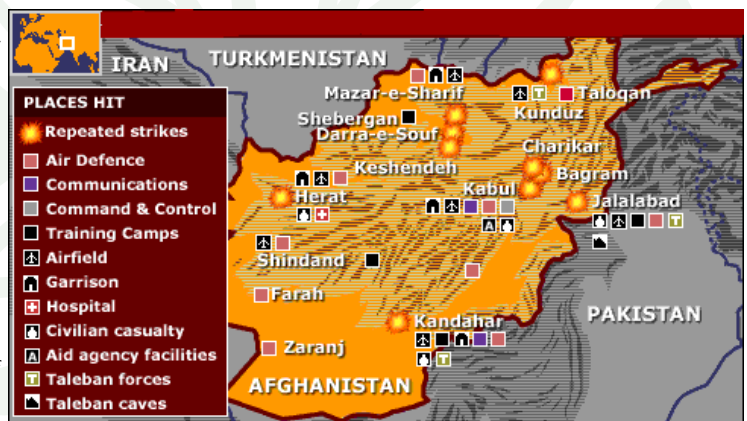 IRAN
TURKMENISTAN
PLACES HIT
Repeated strikes
Air Defence
Communications
Command & Control
Training Camps
Airfield
Garrison
Hospital
Civilian casualty
A Aid agency facilities
T Taleban forces
Taleban caves
Mazar-e-Sharif
T
Taloqan
Kunduz
Shebergan
Darra-e-Souf
Charikar
Keshendeh
Bagram
Kabul
Herat
A
Jalalabad
T
Shindand
Farah
PAKISTAN
Kandahar
T
Zaranj
AFGHANISTAN